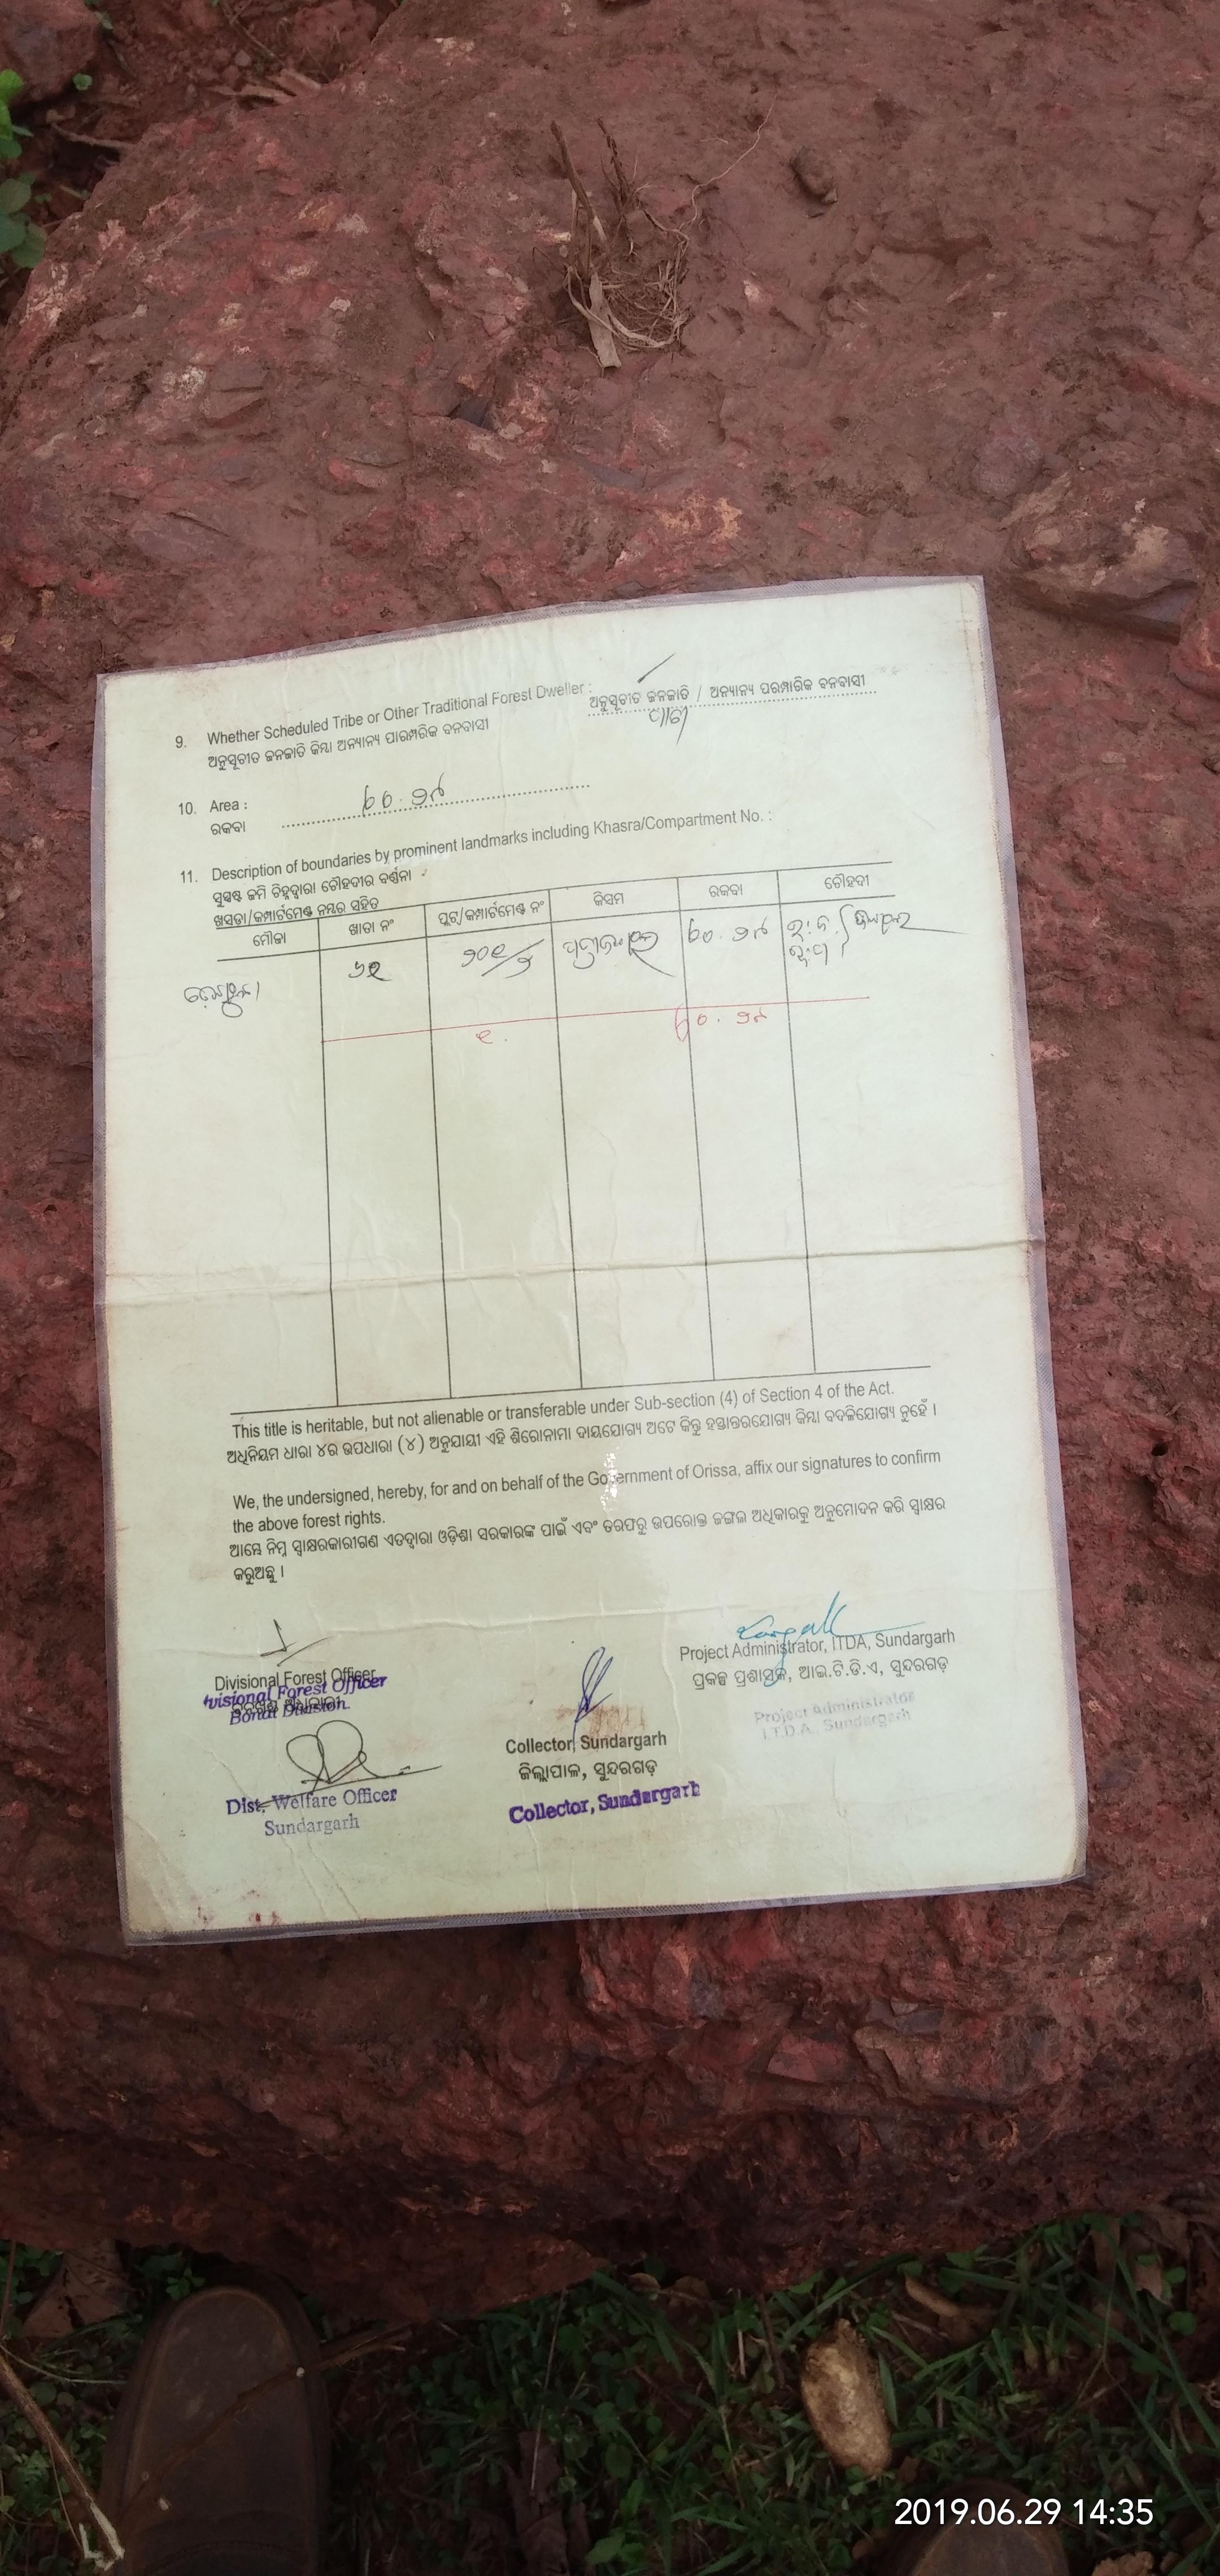 9. Whether Scheduled Tribe or Other Traditional Forest Dweller : ଅନୁସୂଚୀତ ଜନଜାତି / ଅନ୍ୟାନ୍ୟ ପରମ୍ପାରିକ ବନବାସୀ
ଅନୁସୂଚୀତ ଜନଜାତି କିମ୍ବା ଅନ୍ୟାନ୍ୟ ପାରମ୍ପରିକ ବନବାସୀ
10. Area :
ରକବା
11. Description of boundaries by prominent landmarks including Khasra/Compartment No. :
ସୁସ୍ପଷ୍ଟ ଜମି ଚିହ୍ନଦ୍ୱାରା ଚୌହଦୀର ବର୍ଣ୍ଣନା
ଖସଡ଼ା/କମ୍ପାର୍ଟମେଣ୍ଟ ନମ୍ବର ସହିତ
ମୌଜା ଖାତା ନଂ ପ୍ଲଟ୍/କମ୍ପାର୍ଟମେଣ୍ଟ ନଂ କିସମ ରକବା ଚୌହଦୀ
This title is heritable, but not alienable or transferable under Sub-section (4) of Section 4 of the Act.
ଅଧିନିୟମ ଧାରା ୪ର ଉପଧାରା (୪) ଅନୁଯାୟୀ ଏହି ଶିରୋନାମା ଦାୟଯୋଗ୍ୟ ଅଟେ କିନ୍ତୁ ହସ୍ତାନ୍ତରଯୋଗ୍ୟ କିମ୍ବା ବଦଳିଯୋଗ୍ୟ ନୁହେଁ ।
We, the undersigned, hereby, for and on behalf of the Government of Orissa, affix our signatures to confirm
the above forest rights.
ଆମ୍ଭେ ନିମ୍ନ ସ୍ୱାକ୍ଷରକାରୀଗଣ ଏତଦ୍ୱାରା ଓଡ଼ିଶା ସରକାରଙ୍କ ପାଇଁ ଏବଂ ତରଫରୁ ଉପରୋକ୍ତ ଜଙ୍ଗଲ ଅଧିକାରକୁ ଅନୁମୋଦନ କରି ସ୍ୱାକ୍ଷର
କରୁଅଛୁ ।
Project Administrator, ITDA, Sundargarh
ପ୍ରକଳ୍ପ ପ୍ରଶାସକ, ଆଇ.ଟି.ଡି.ଏ, ସୁନ୍ଦରଗଡ଼
Project Administrator
I.T.D.A., Sundargarh
Divisional Forest Officer
visional Forest Officer
Bonai Division.
Collector, Sundargarh
ଜିଲ୍ଲାପାଳ, ସୁନ୍ଦରଗଡ଼
Collector, Sundargarh
Dist. Welfare Officer
Sundargarh
2019.06.29 14:35